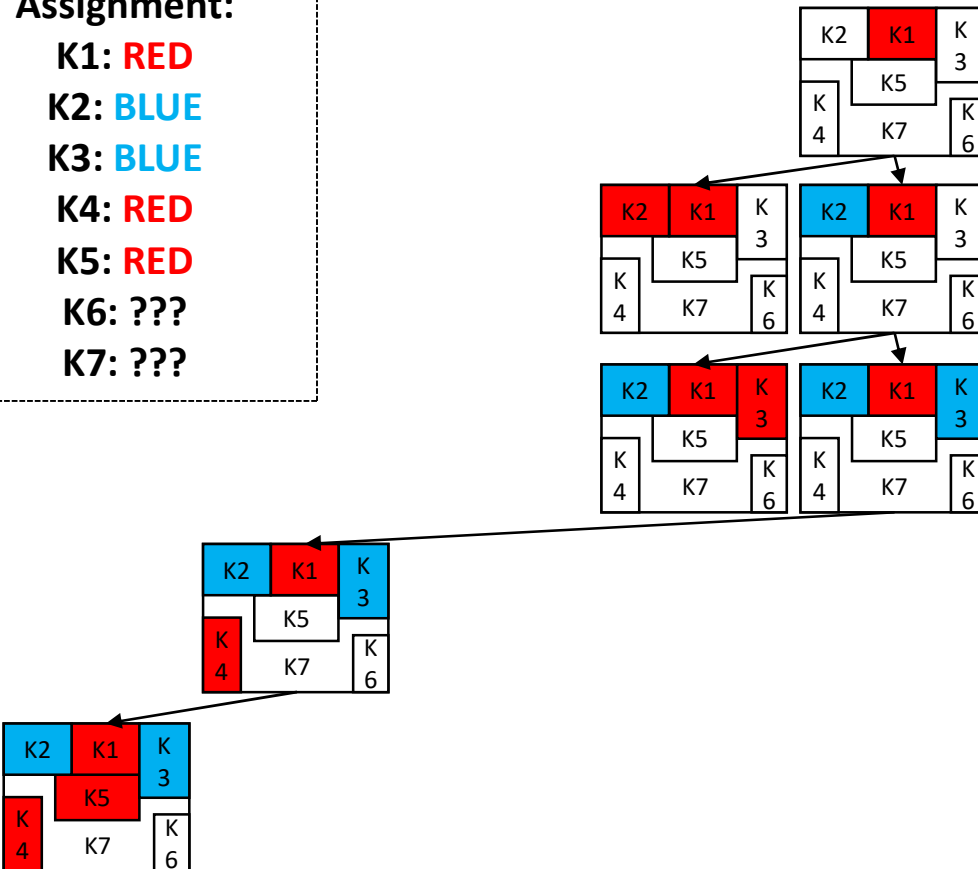 Assignment:
K1: RED
K2: BLUE
K3: BLUE
K4: RED
K5: RED
K6: ???
K7: ???
K2 K1 K
3
K5
K
4
K7
K
6
K2 K1 K
3
K5
K
4
K7
K
6
K2 K1 K
3
K5
K
4
K7
K
6
K2 K1 K
3
K5
K
4
K7
K
6
K2 K1 K
3
K5
K
4
K7
K
6
K2 K1 K
3
K5
K
4
K7
K
6
K2 K1 K
3
K5
K
4
K7
K
6